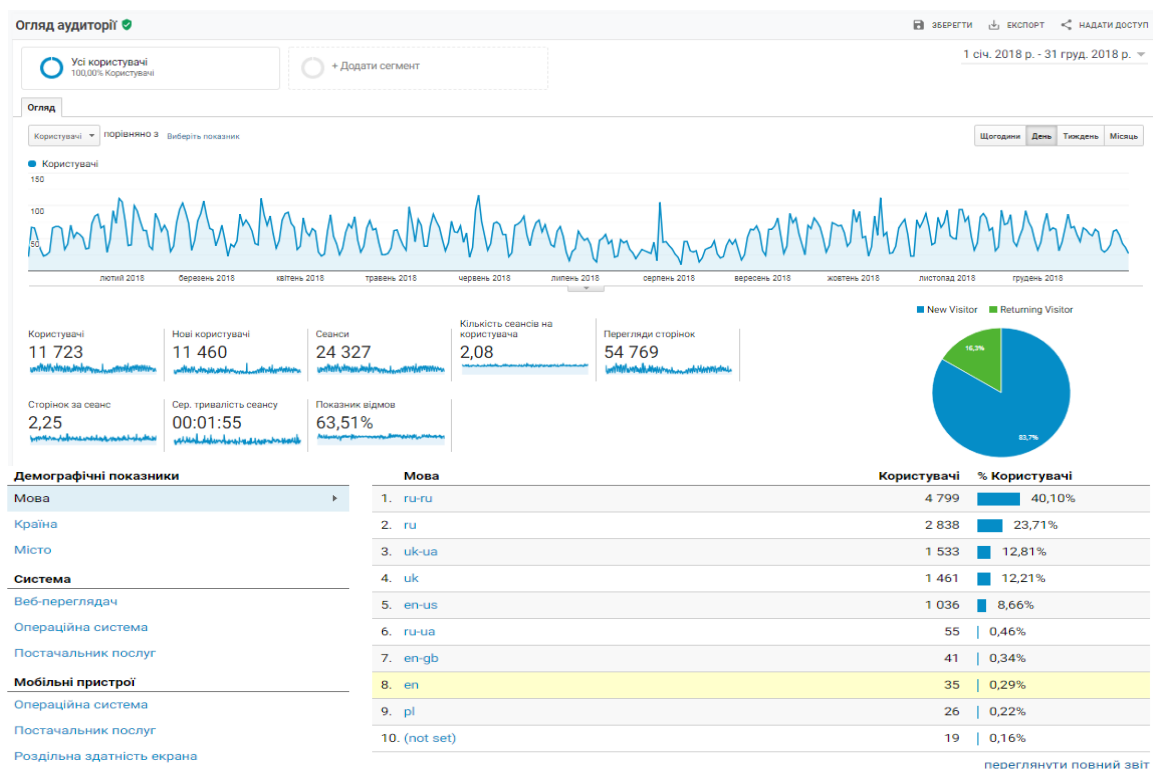 Огляд аудиторії
ЗБЕРЕГТИ ЕКСПОРТ НАДАТИ ДОСТУП
Усі користувачі
100,00% Користувачі
+ Додати сегмент
1 січ. 2018 р. - 31 груд. 2018 р.
Огляд
Користувачі порівняно з Виберіть показник
Щогодини День Тиждень Місяць
Користувачі
150
100
50
лютий 2018 березень 2018 квітень 2018 травень 2018 червень 2018 липень 2018 серпень 2018 вересень 2018 жовтень 2018 листопад 2018 грудень 2018
New Visitor Returning Visitor
Користувачі
11 723
Нові користувачі
11 460
Сеанси
24 327
Кількість сеансів на
користувача
2,08
Перегляди сторінок
54 769
Сторінок за сеанс
2,25
Сер. тривалість сеансу
00:01:55
Показник відмов
63,51%
16,3%
83,7%
Демографічні показники
Мова
Країна
Місто
Система
Веб-переглядач
Операційна система
Постачальник послуг
Мобільні пристрої
Операційна система
Постачальник послуг
Роздільна здатність екрана
Мова Користувачі % Користувачі
1. ru-ru 4 799 40,10%
2. ru 2 838 23,71%
3. uk-ua 1 533 12,81%
4. uk 1 461 12,21%
5. en-us 1 036 8,66%
6. ru-ua 55 0,46%
7. en-gb 41 0,34%
8. en 35 0,29%
9. pl 26 0,22%
10. (not set) 19 0,16%
переглянути повний звіт